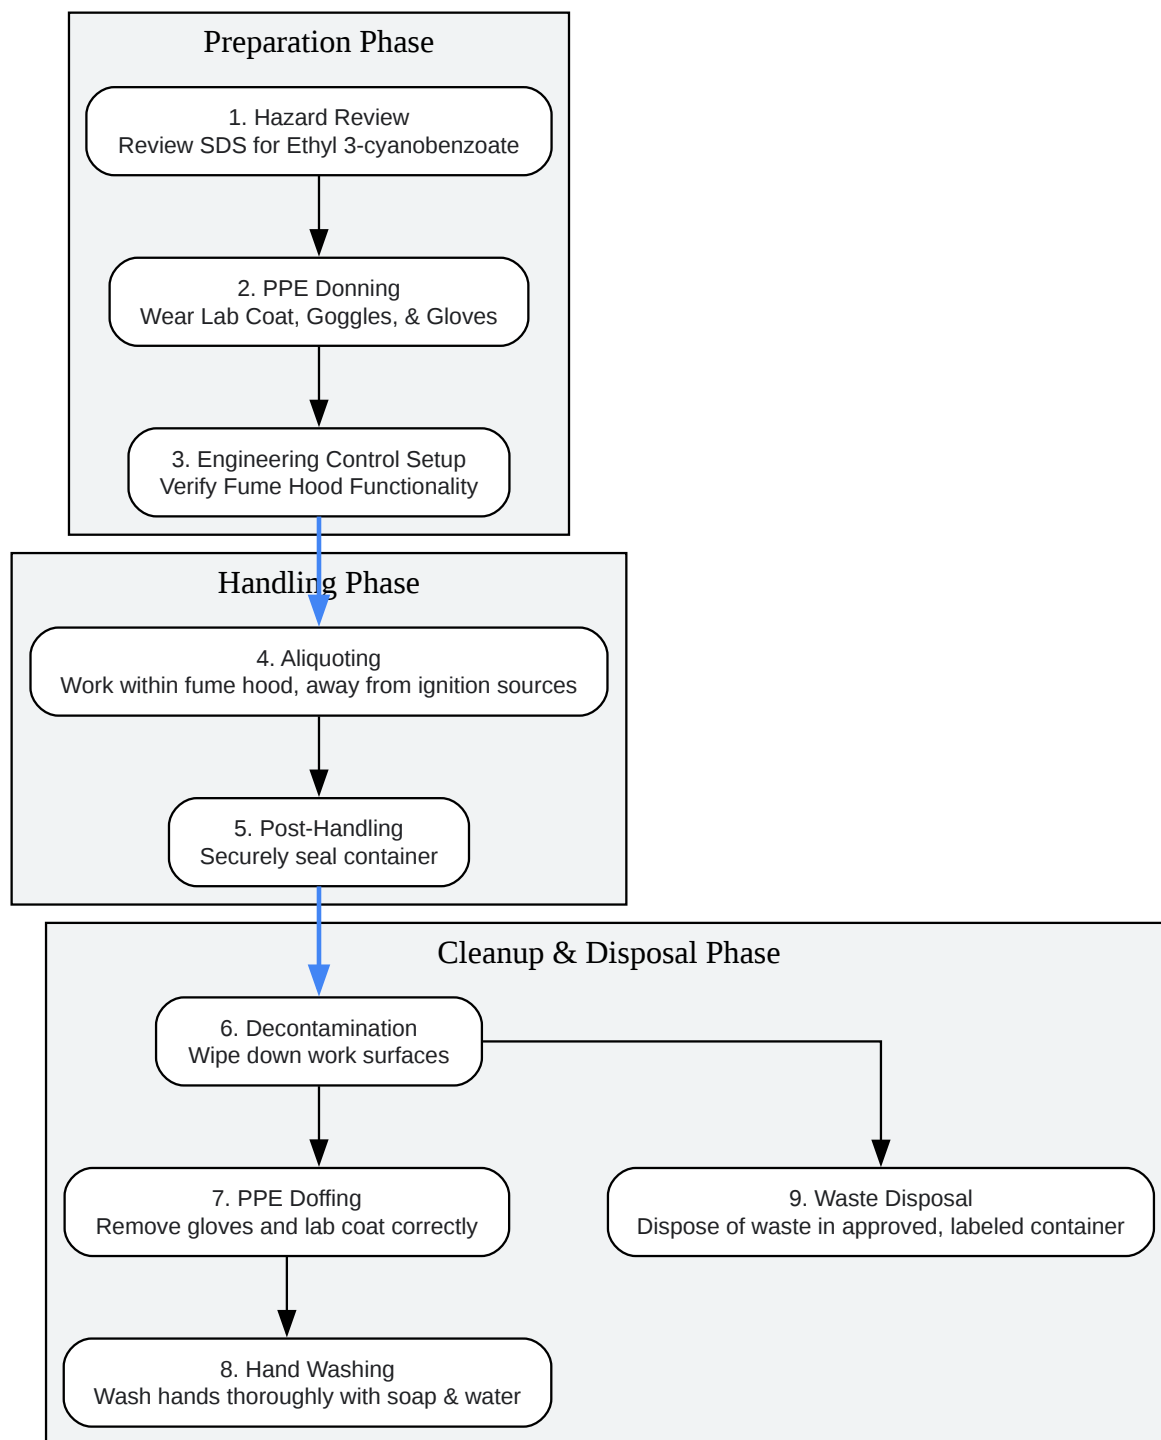 Preparation Phase
1. Hazard Review
Review SDS for Ethyl 3-cyanobenzoate
2. PPE Donning
Wear Lab Coat, Goggles, & Gloves
3. Engineering Control Setup
Verify Fume Hood Functionality
Handling Phase
4. Aliquoting
Work within fume hood, away from ignition sources
5. Post-Handling
Securely seal container
Cleanup & Disposal Phase
6. Decontamination
Wipe down work surfaces
7. PPE Doffing
Remove gloves and lab coat correctly
9. Waste Disposal
Dispose of waste in approved, labeled container
8. Hand Washing
Wash hands thoroughly with soap & water